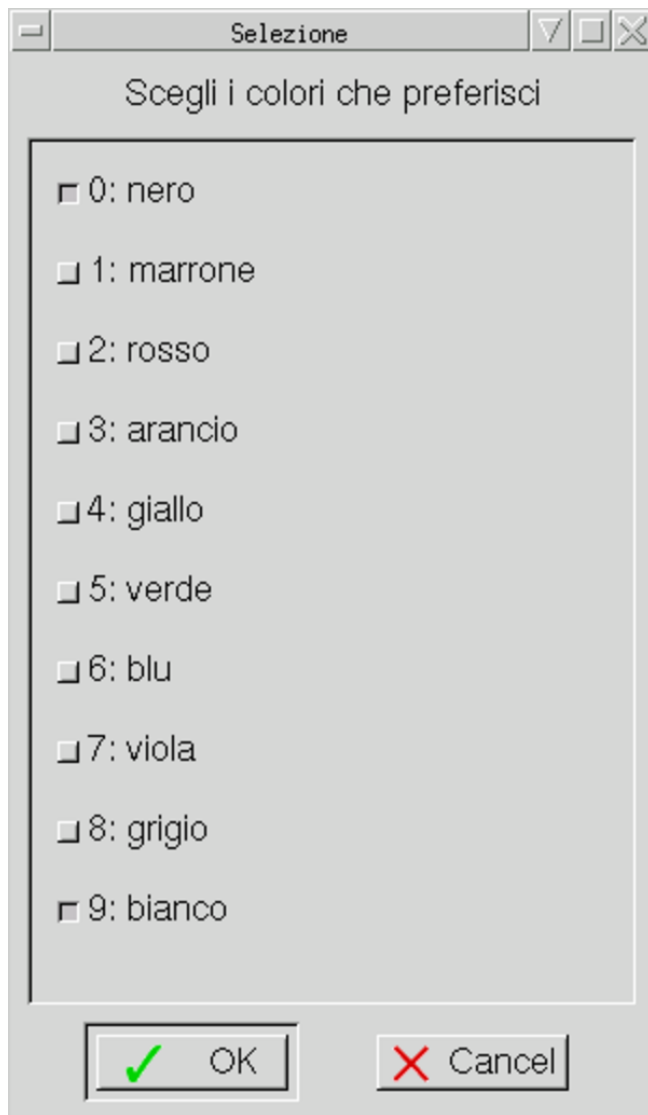 Selezione
Scegli i colori che preferisci
0: nero
1: marrone
2: rosso
3: arancio
4: giallo
5: verde
6: blu
7: viola
8: grigio
9: bianco
OK Cancel